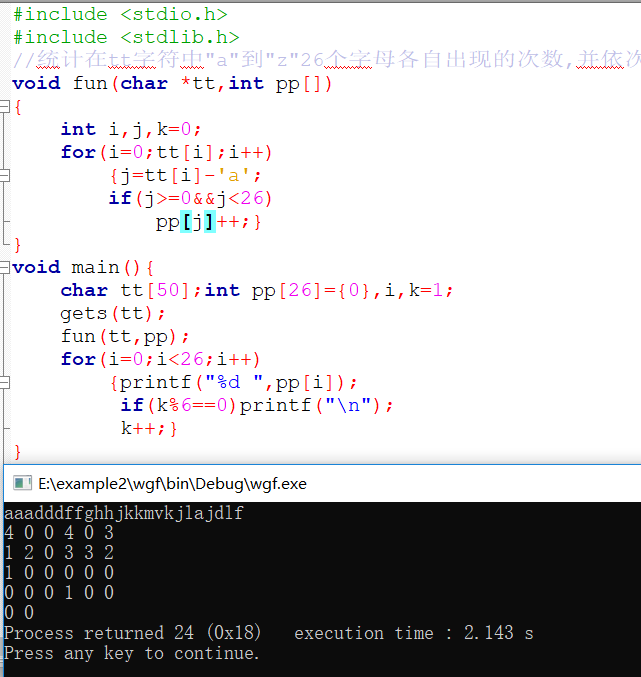 #include <stdio.h>
#include <stdlib.h>
//统计在tt字符中"a"到"z"26个字母各自出现的次数,并依次
void fun(char *tt,int pp[])
{
    int i,j,k=0;
    for(i=0;tt[i];i++)
        {j=tt[i]-'a';
        if(j>=0&&j<26)
            pp[j]++;}
}
void main(){
    char tt[50];int pp[26]={0},i,k=1;
    gets(tt);
    fun(tt,pp);
    for(i=0;i<26;i++)
        {printf("%d ",pp[i]);
         if(k%6==0)printf("\n");
         k++;}
}
E:\example2\wgf\bin\Debug\wgf.exe
aaadddffghhjkkmvkjlajdlf
4 0 0 4 0 3
1 2 0 3 3 2
1 0 0 0 0 0
0 0 0 1 0 0
0 0
Process returned 24 (0x18)   execution time : 2.143 s
Press any key to continue.